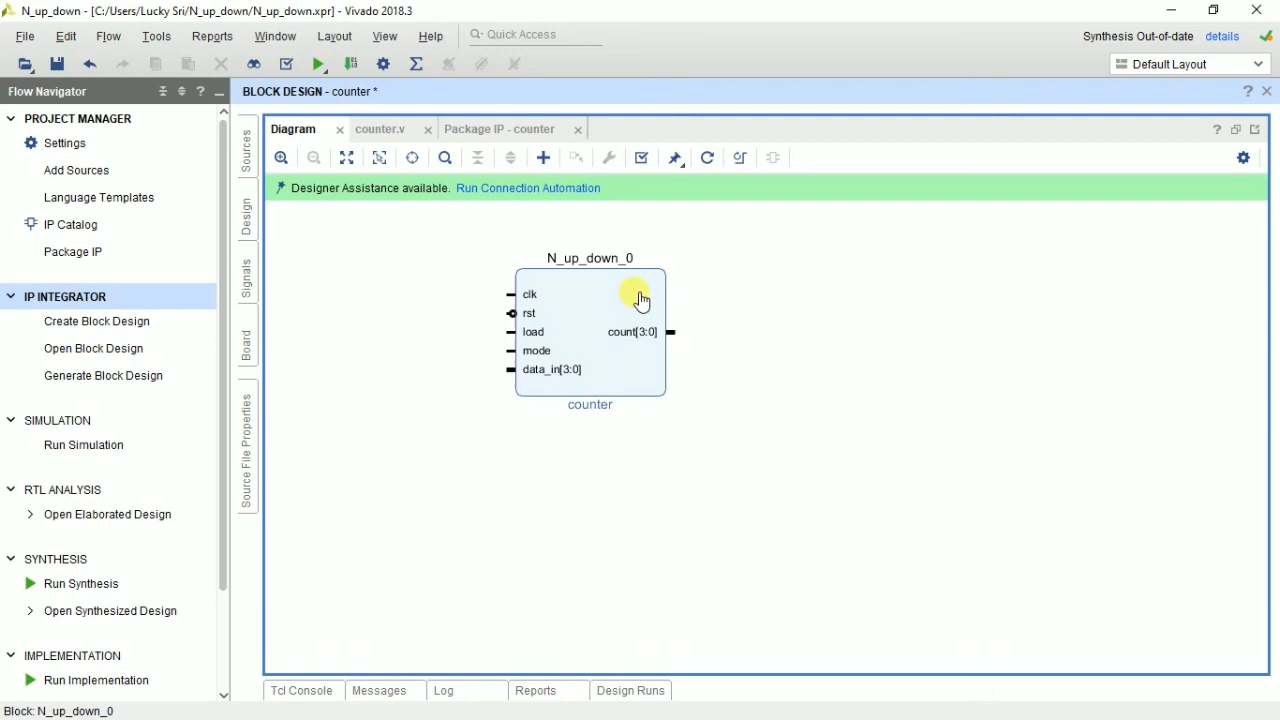 N_up_down - [C:/Users/Lucky Sri/N_up_down/N_up_down.xpr] - Vivado 2018.3
File Edit Flow Tools Reports Window Layout View Help Quick Access
Synthesis Out-of-date details
Default Layout
Flow Navigator
BLOCK DESIGN - counter *
PROJECT MANAGER
Settings
Add Sources
Language Templates
IP Catalog
Package IP
IP INTEGRATOR
Create Block Design
Open Block Design
Generate Block Design
SIMULATION
Run Simulation
RTL ANALYSIS
Open Elaborated Design
SYNTHESIS
Run Synthesis
Open Synthesized Design
IMPLEMENTATION
Run Implementation
Sources
Design
Signals
Board
Source File Properties
Diagram counter.v Package IP - counter
Designer Assistance available. Run Connection Automation
N_up_down_0
clk
rst
load count[3:0]
mode
data_in[3:0]
counter
Tcl Console Messages Log Reports Design Runs
Block: N_up_down_0